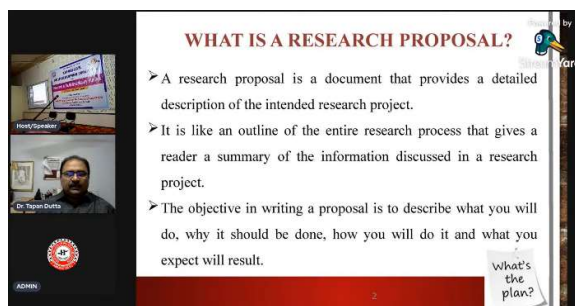 Powered by
StreamYard
WHAT IS A RESEARCH PROPOSAL?
➤A research proposal is a document that provides a detailed
description of the intended research project.
➤It is like an outline of the entire research process that gives a
reader a summary of the information discussed in a research
project.
➤The objective in writing a proposal is to describe what you will
do, why it should be done, how you will do it and what you
expect will result.
What's
the
plan?
2
Host/Speaker
Dr. Tapan Dutta
ADMIN